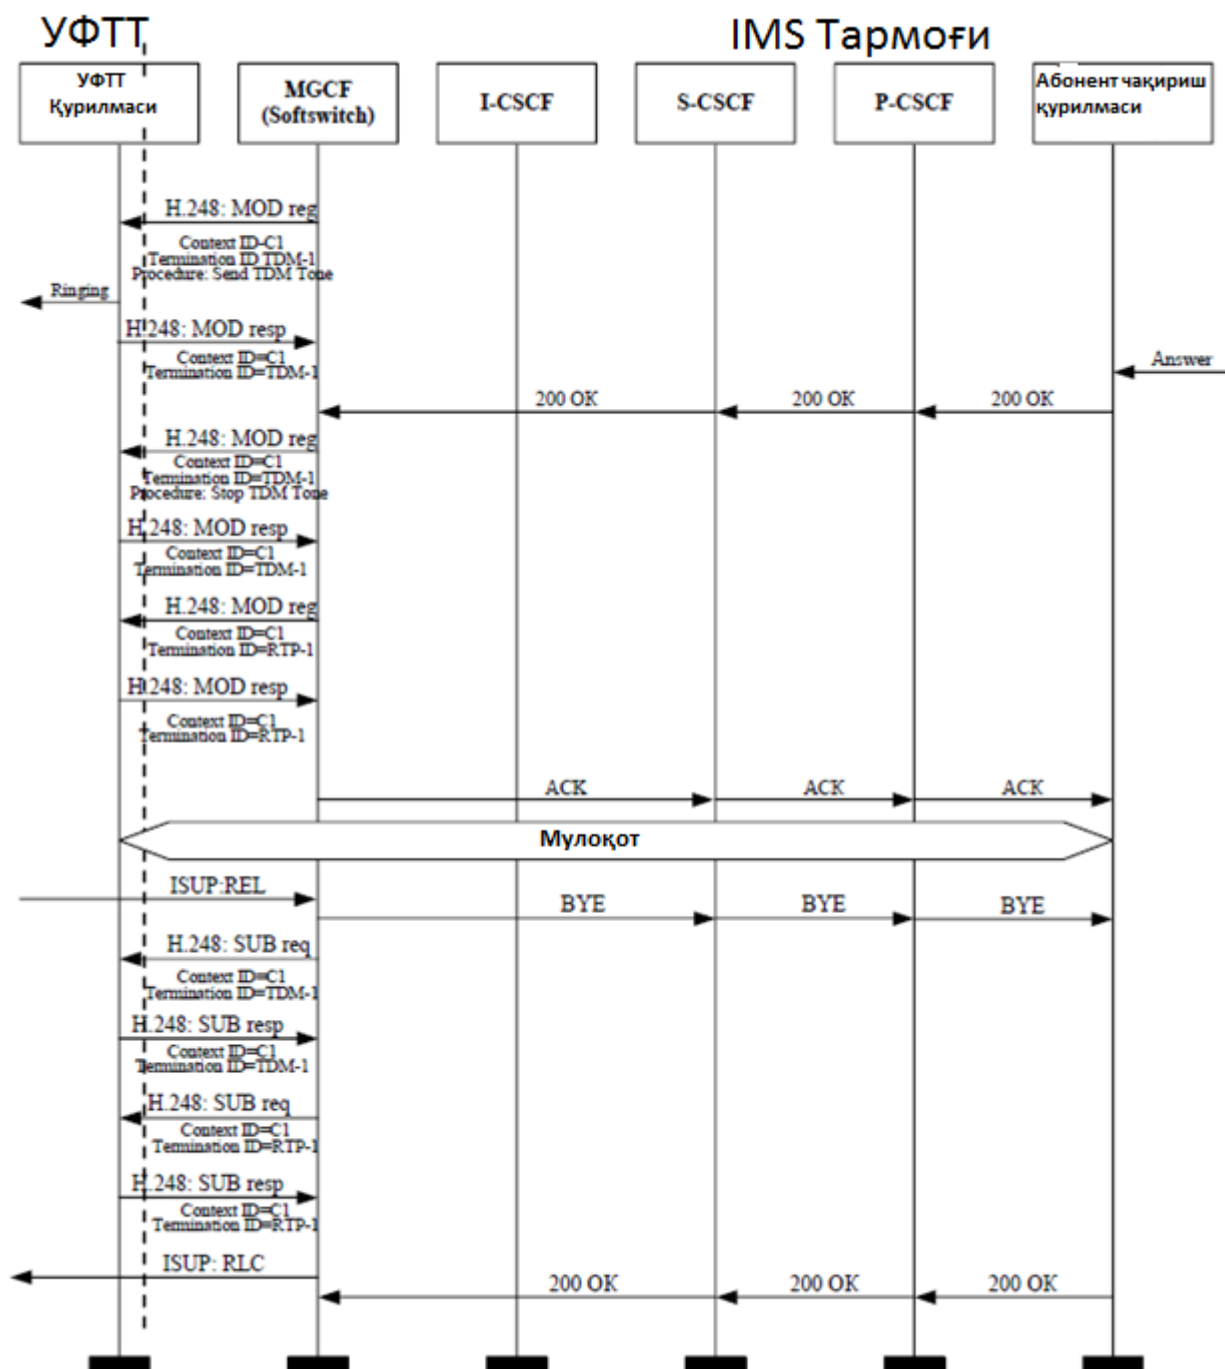 УФТТ
IMS Тармоғи
УФТТ
Қурилмаси
MGCF
(Softswitch)
I-CSCF
S-CSCF
P-CSCF
Абонент чақириш
қурилмаси
H.248: MOD reg
Context ID-C1
Termination ID TDM-1
Procedure: Send TDM Tone
Ringing
H.248: MOD resp
Context ID=C1
Termination ID=TDM-1
Answer
200 OK
200 OK
200 OK
H.248: MOD reg
Context ID=C1
Termination ID=TDM-1
Procedure: Stop TDM Tone
H.248: MOD resp
Context ID=C1
Termination ID=TDM-1
H.248: MOD reg
Context ID=C1
Termination ID=RTP-1
H.248: MOD resp
Context ID=C1
Termination ID=RTP-1
ACK
ACK
ACK
Мулоқот
ISUP:REL
BYE
BYE
BYE
H.248: SUB req
Context ID=C1
Termination ID=TDM-1
H.248: SUB resp
Context ID=C1
Termination ID=TDM-1
H.248: SUB req
Context ID=C1
Termination ID=RTP-1
H.248: SUB resp
Context ID=C1
Termination ID=RTP-1
ISUP: RLC
200 OK
200 OK
200 OK